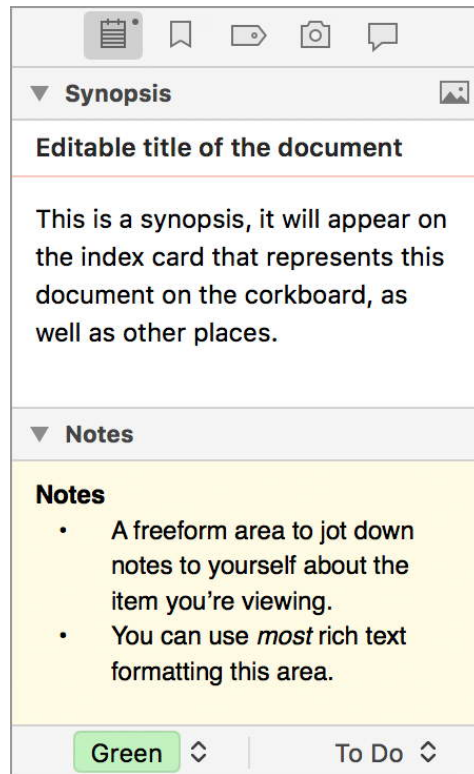 Synopsis
Editable title of the document
This is a synopsis, it will appear on
the index card that represents this
document on the corkboard, as
well as other places.
Notes
Notes
• A freeform area to jot down
notes to yourself about the
item you’re viewing.
• You can use most rich text
formatting this area.
Green To Do